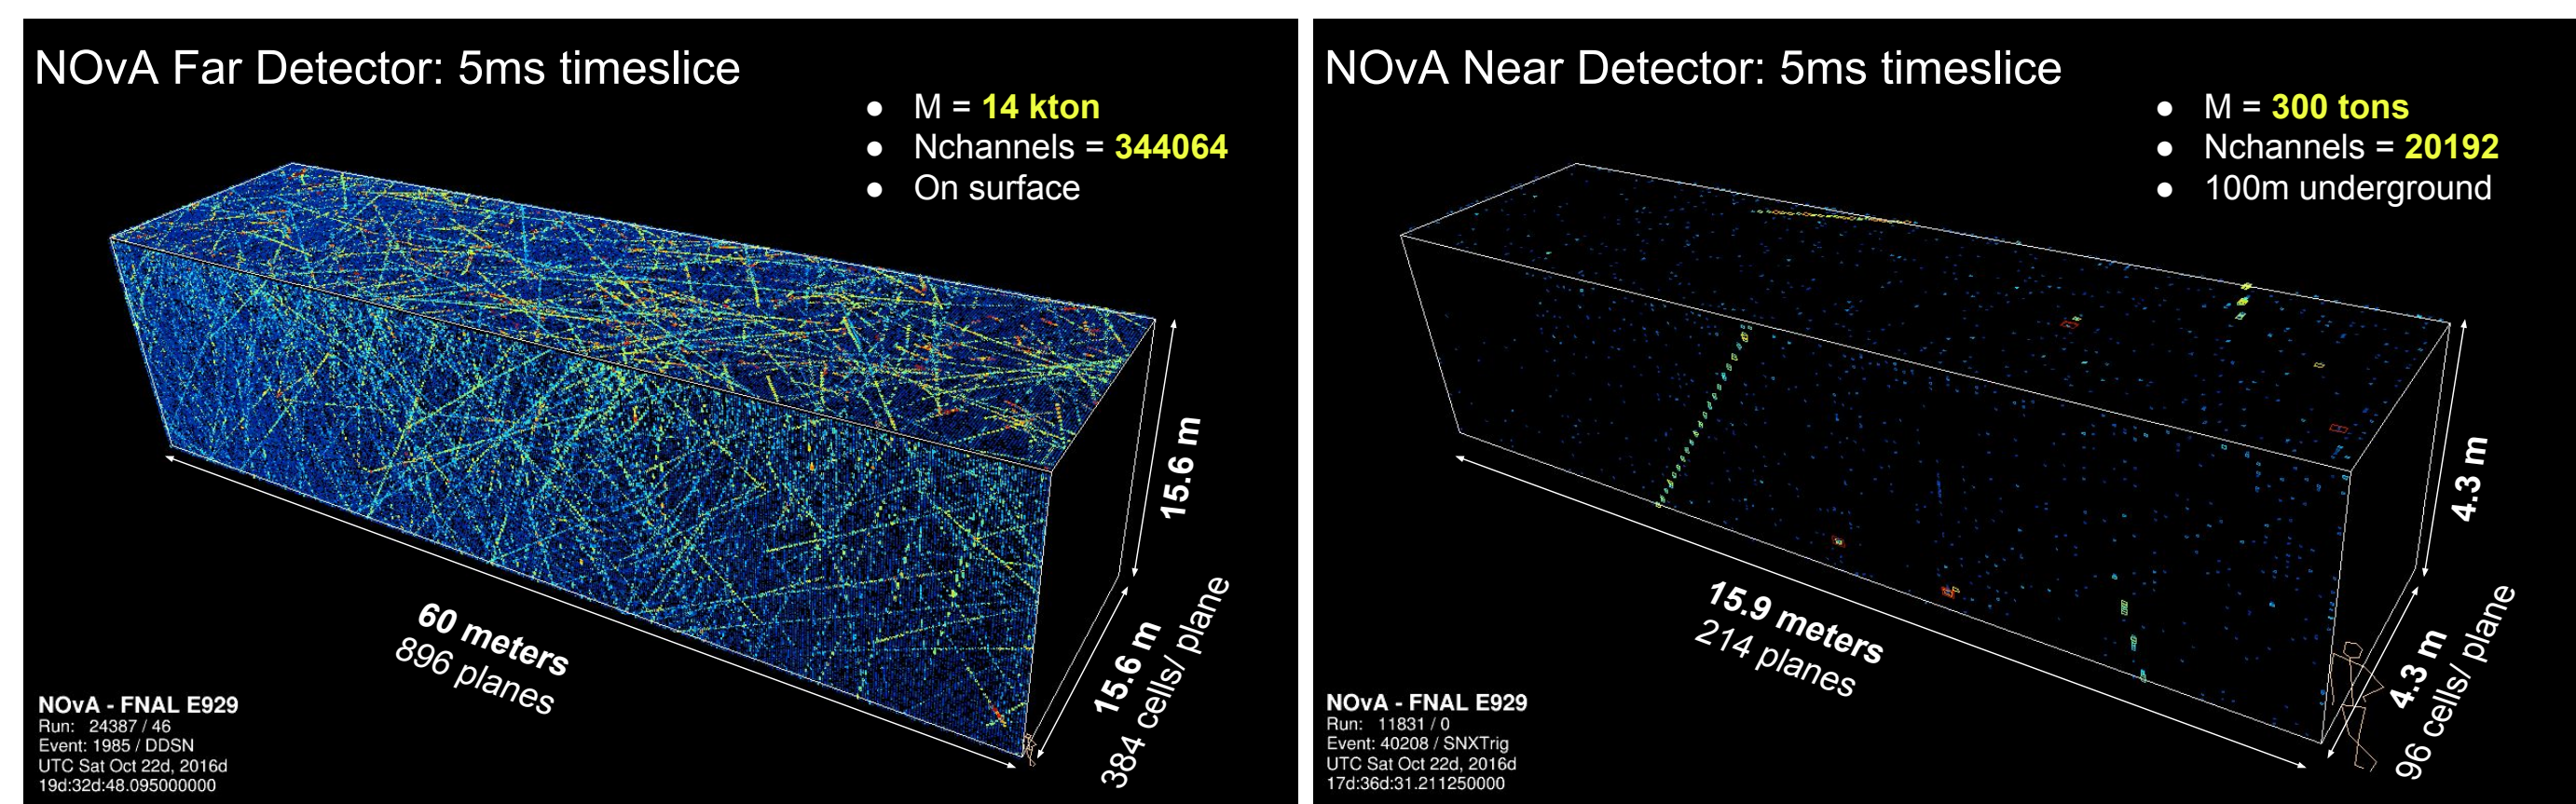 NOvA Far Detector: 5ms timeslice
● M = 14 kton
● Nchannels = 344064
● On surface
15.6 m
15.6 m
384 cells/ plane
60 meters
896 planes
NOvA - FNAL E929
Run: 24387 / 46
Event: 1985 / DDSN
UTC Sat Oct 22d, 2016d
19d:32d:48.095000000
NOvA Near Detector: 5ms timeslice
● M = 300 tons
● Nchannels = 20192
● 100m underground
4.3 m
4.3 m
96 cells/ plane
15.9 meters
214 planes
NOvA - FNAL E929
Run: 11831 / 0
Event: 40208 / SNXTrig
UTC Sat Oct 22d, 2016d
17d:36d:31.211250000